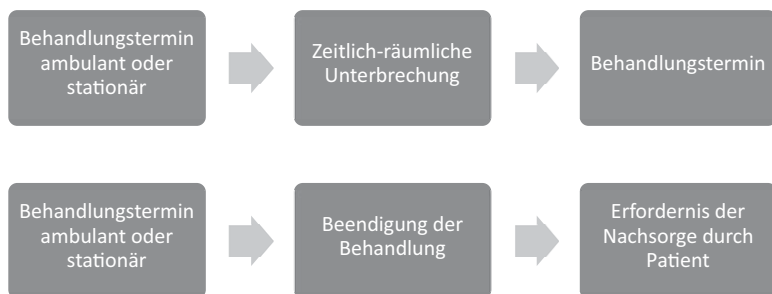 Behandlungstermin
ambulant oder
stationär
Zeitlich-räumliche
Unterbrechung
Behandlungstermin
Behandlungstermin
ambulant oder
stationär
Beendigung der
Behandlung
Erfordernis der
Nachsorge durch
Patient